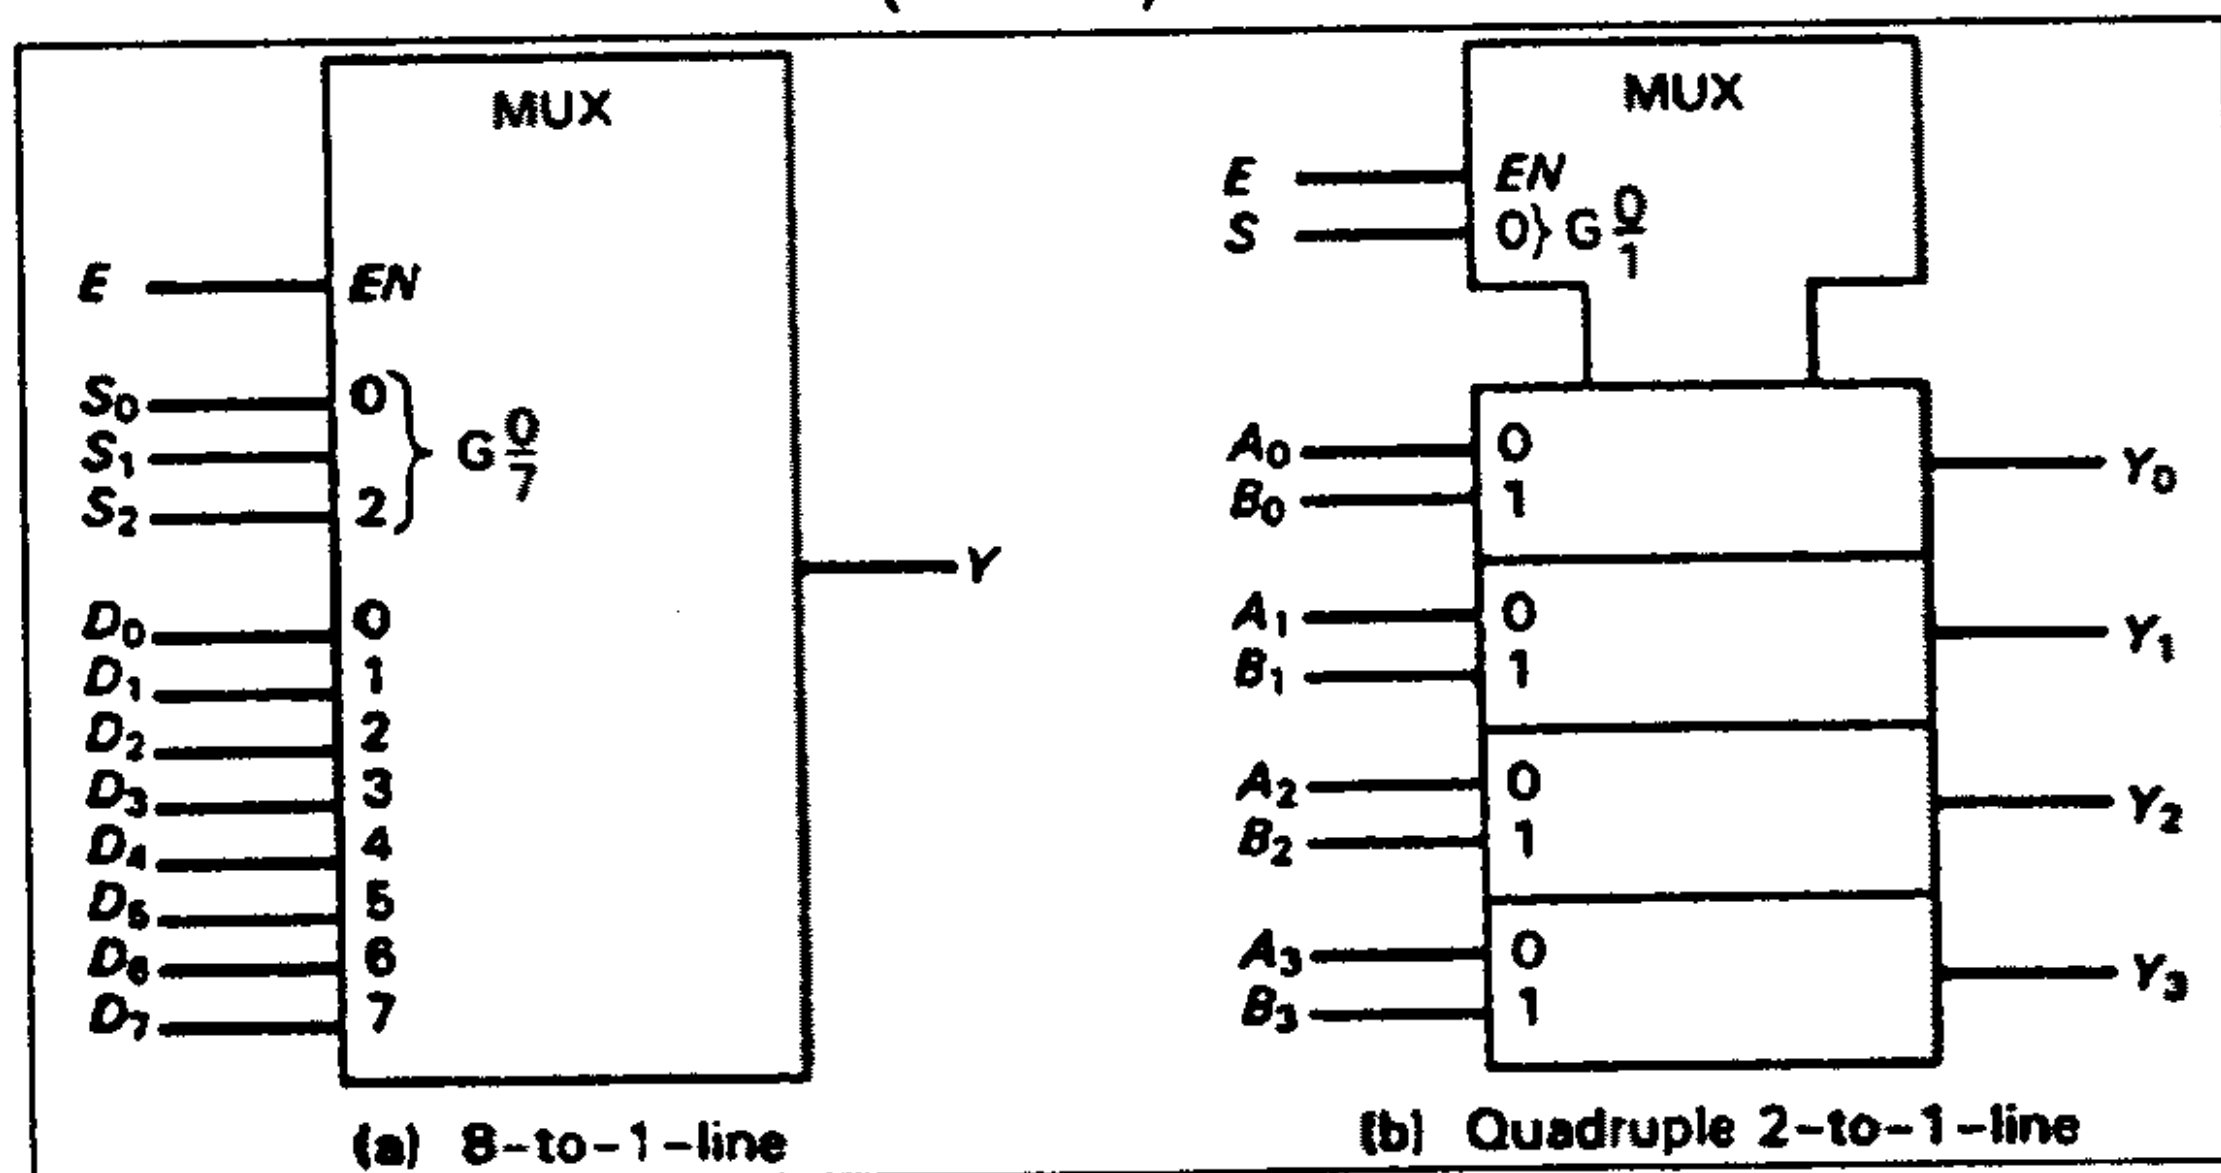 MUX
E EN
S₀ 0
S₁ G 0/7
S₂ 2
D₀ 0
D₁ 1
D₂ 2
D₃ 3
D₄ 4
D₅ 5
D₆ 6
D₇ 7
Y
(a) 8-to-1-line
MUX
E EN
S 0} G 0/1
A₀ 0
B₀ 1
Y₀
A₁ 0
B₁ 1
Y₁
A₂ 0
B₂ 1
Y₂
A₃ 0
B₃ 1
Y₃
(b) Quadruple 2-to-1-line